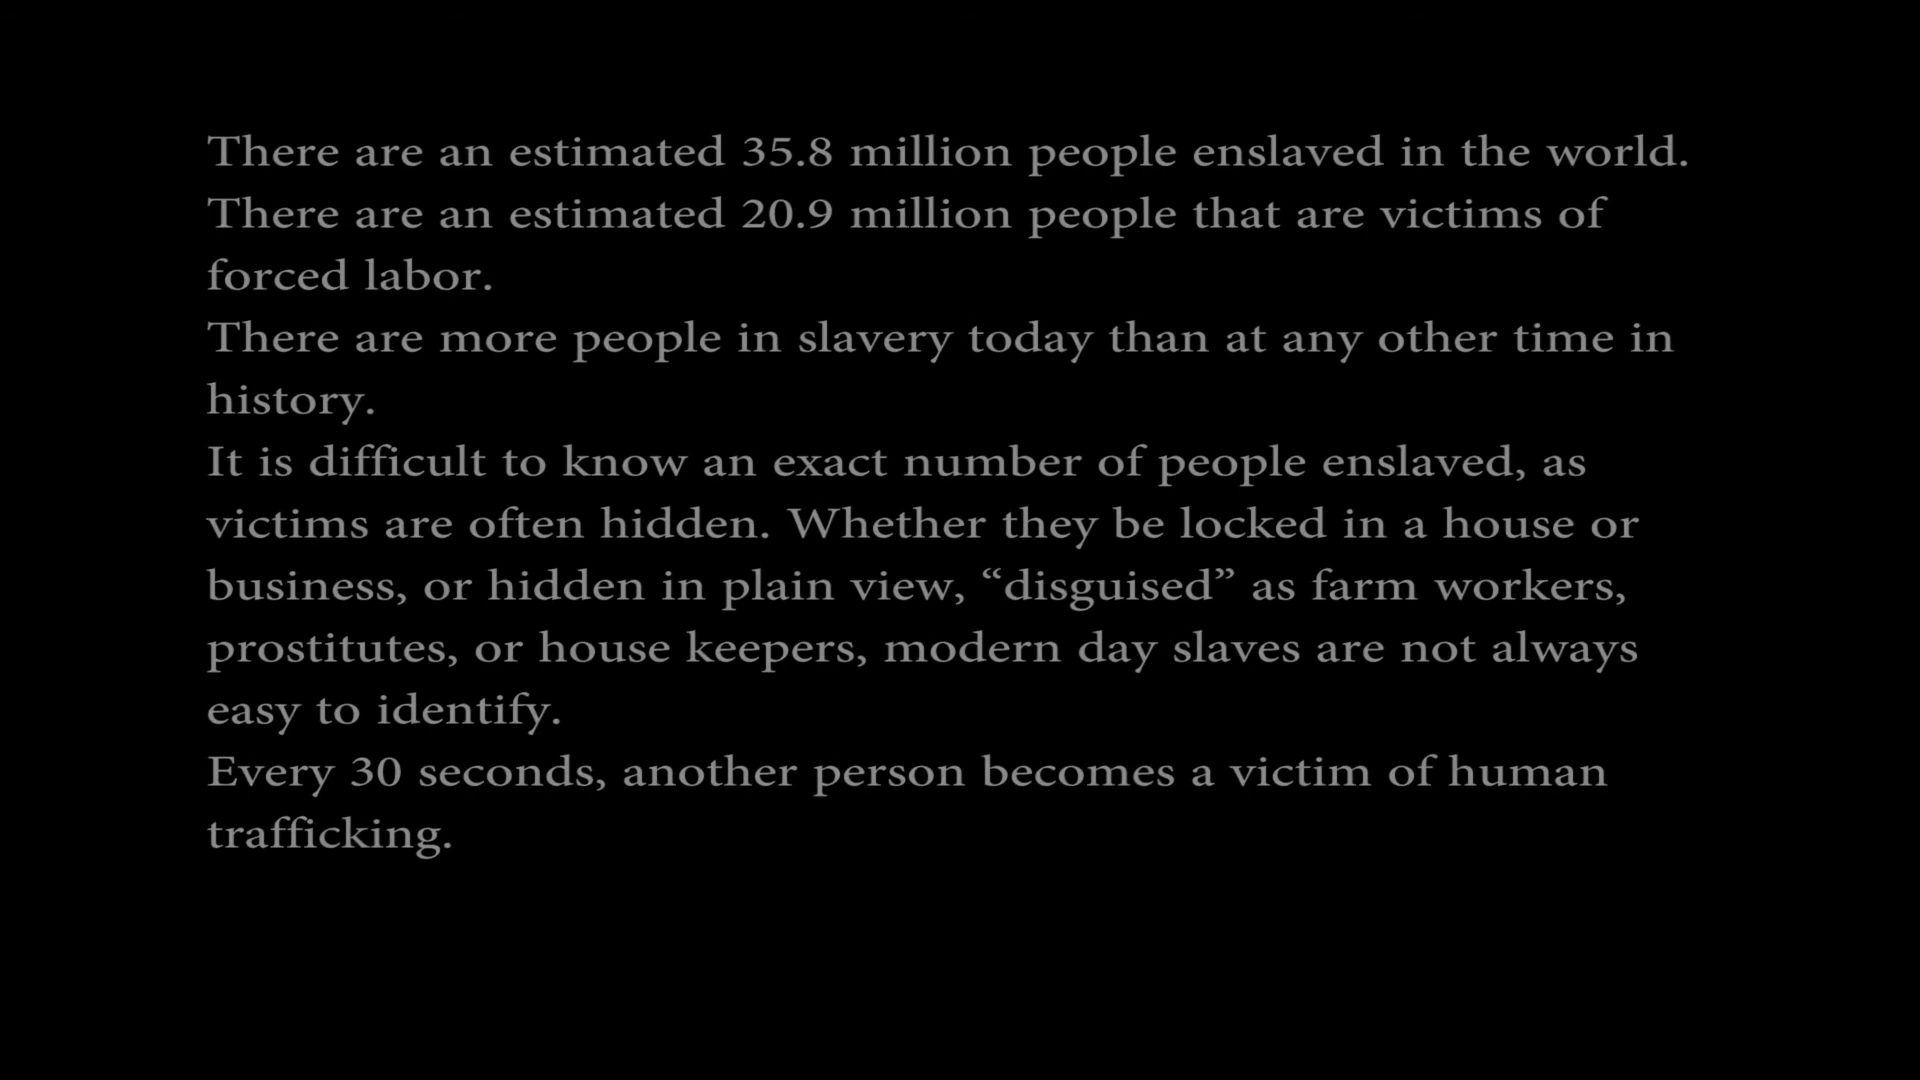 There are an estimated 35.8 million people enslaved in the world.
There are an estimated 20.9 million people that are victims of
forced labor.
There are more people in slavery today than at any other time in
history.
It is difficult to know an exact number of people enslaved, as
victims are often hidden. Whether they be locked in a house or
business, or hidden in plain view, “disguised” as farm workers,
prostitutes, or house keepers, modern day slaves are not always
easy to identify.
Every 30 seconds, another person becomes a victim of human
trafficking.